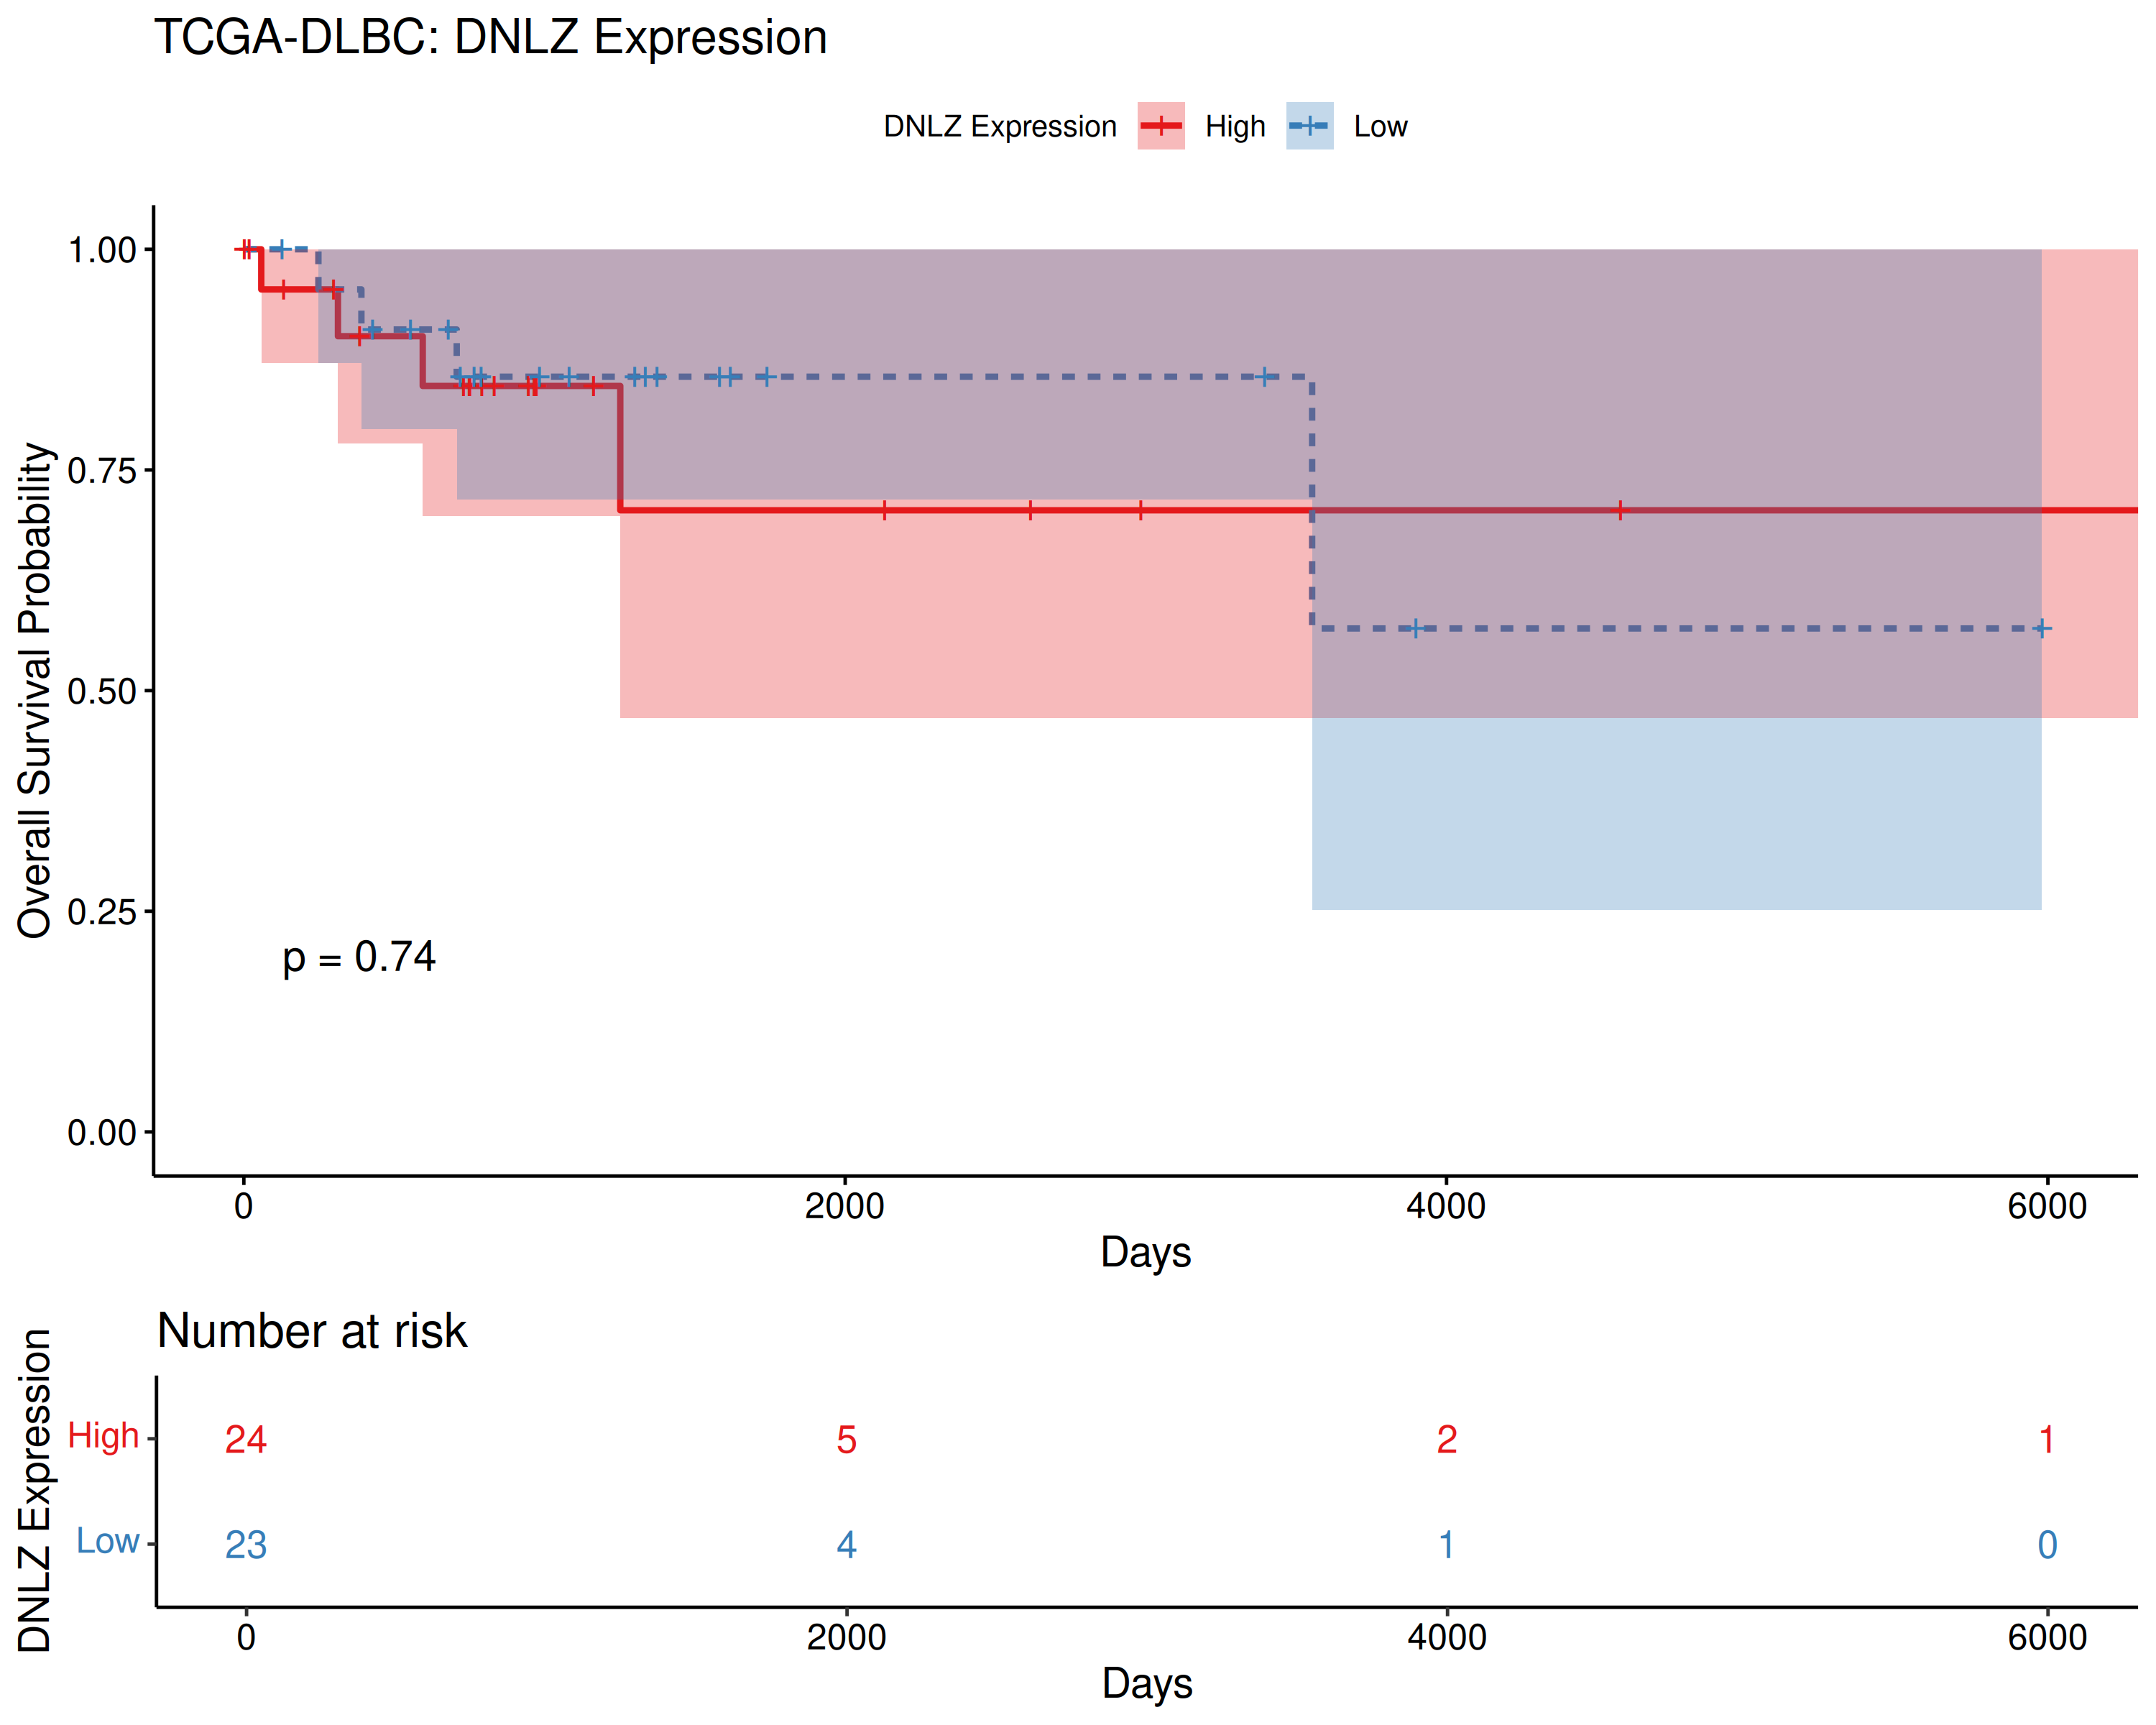 TCGA-DLBC: DNLZ Expression
DNLZ Expression High Low
Overall Survival Probability
1.00
0.75
0.50
0.25
0.00
p = 0.74
0 2000 4000 6000
Days
Number at risk
DNLZ Expression
High 24 5 2 1
Low 23 4 1 0
0 2000 4000 6000
Days